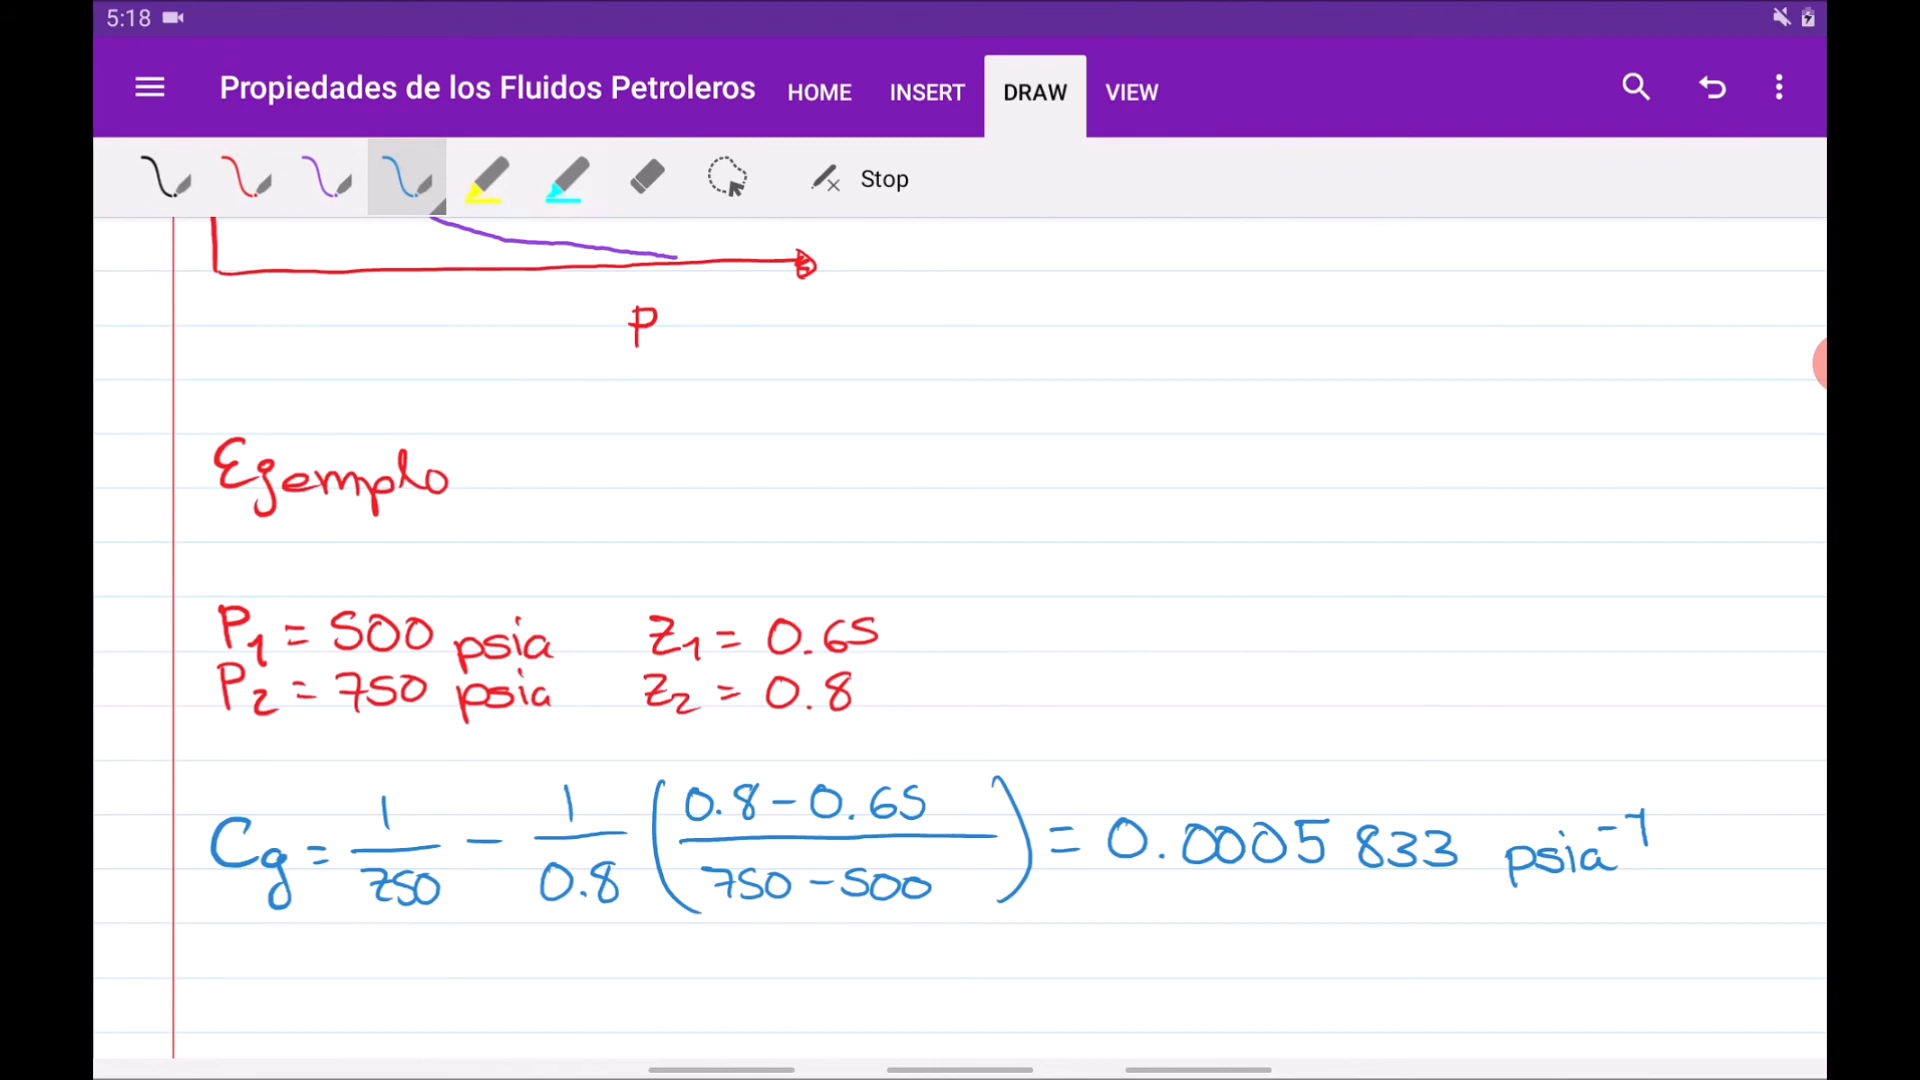 5:18
Propiedades de los Fluidos Petroleros HOME INSERT DRAW VIEW
Stop
P
Ejemplo
P1 = 500 psia Z1 = 0.65
P2 = 750 psia Z2 = 0.8
Cg = 1/750 - 1/0.8 (0.8-0.65/750-500) = 0.0005833 psia^-1